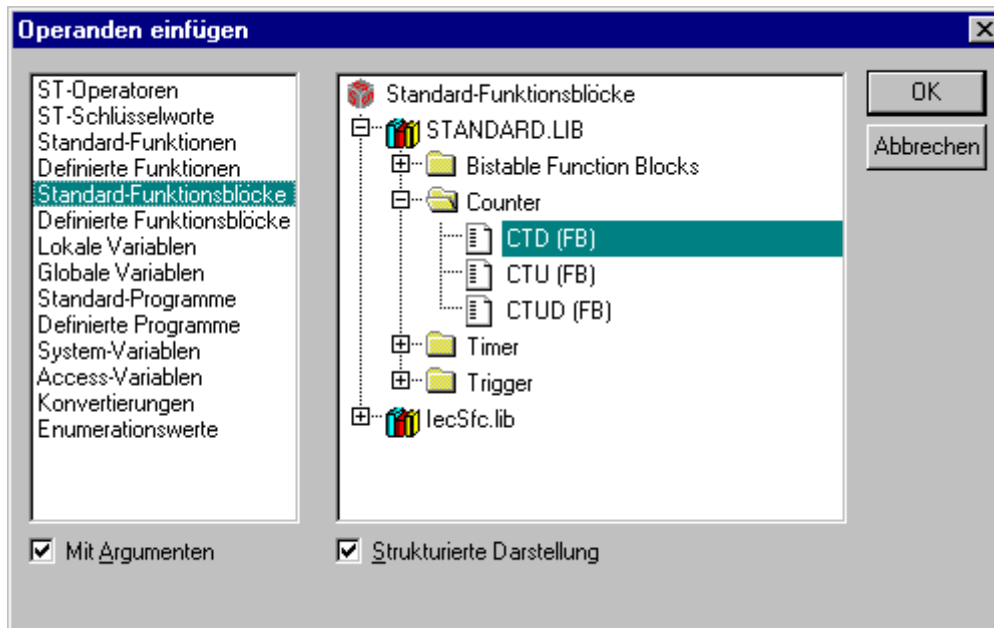 Operanden einfügen
ST-Operatoren
ST-Schlüsselworte
Standard-Funktionen
Definierte Funktionen
Standard-Funktionsblöcke
Definierte Funktionsblöcke
Lokale Variablen
Globale Variablen
Standard-Programme
Definierte Programme
System-Variablen
Access-Variablen
Konvertierungen
Enumerationswerte
Standard-Funktionsblöcke
STANDARD.LIB
Bistable Function Blocks
Counter
CTD (FB)
CTU (FB)
CTUD (FB)
Timer
Trigger
IecSfc.lib
OK
Abbrechen
Mit Argumenten
Strukturierte Darstellung